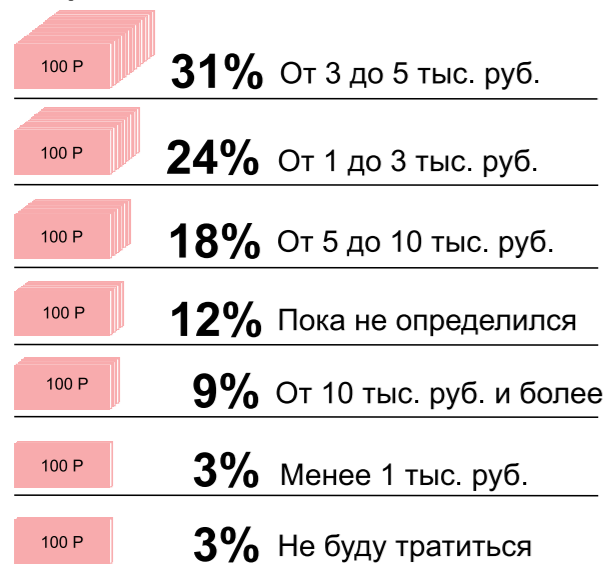 100 Р 31% От 3 до 5 тыс. руб.
100 Р 24% От 1 до 3 тыс. руб.
100 Р 18% От 5 до 10 тыс. руб.
100 Р 12% Пока не определился
100 Р 9% От 10 тыс. руб. и более
100 Р 3% Менее 1 тыс. руб.
100 Р 3% Не буду тратиться